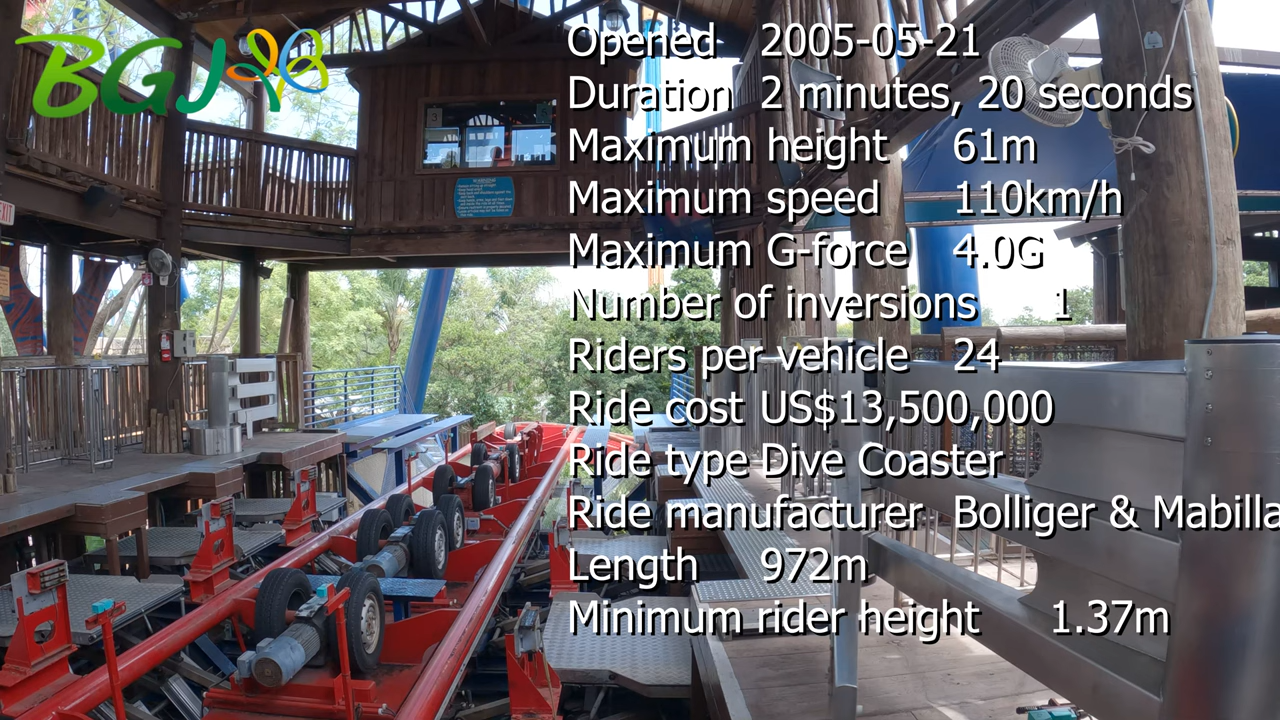 BGJ
Opened 2005-05-21
Duration 2 minutes, 20 seconds
Maximum height 61m
Maximum speed 110km/h
Maximum G-force 4.0G
Number of inversions 1
Riders per vehicle 24
Ride cost US$13,500,000
Ride type Dive Coaster
Ride manufacturer Bolliger & Mabilla
Length 972m
Minimum rider height 1.37m
3
EXIT